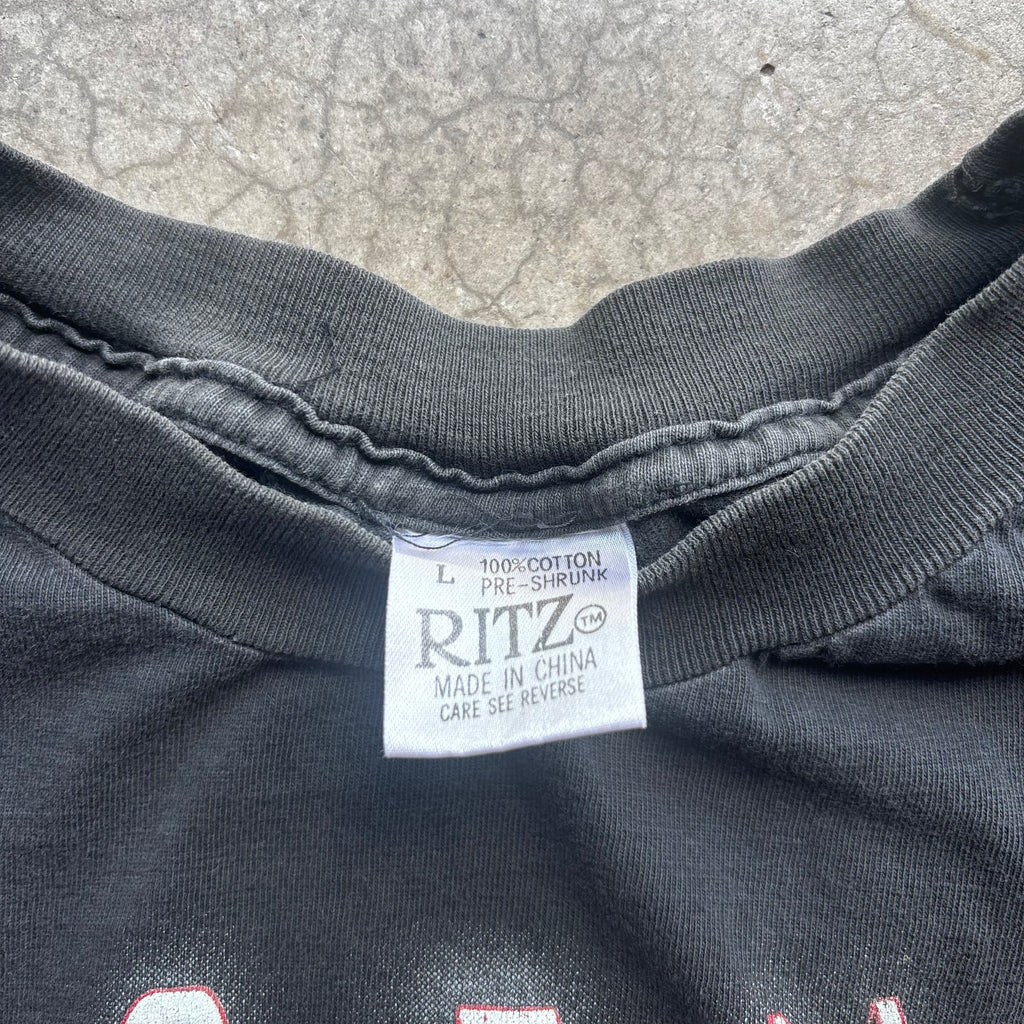 L 100% COTTON
PRE-SHRUNK
RITZ™
MADE IN CHINA
CARE SEE REVERSE